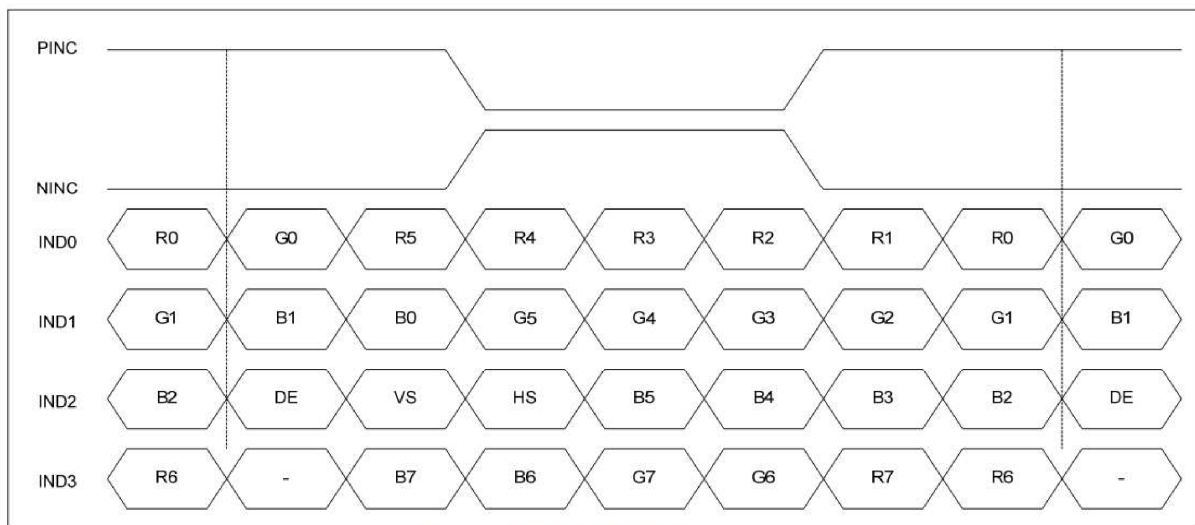 PINC
NINC
IND0 R0 G0 R5 R4 R3 R2 R1 R0 G0
IND1 G1 B1 B0 G5 G4 G3 G2 G1 B1
IND2 B2 DE VS HS B5 B4 B3 B2 DE
IND3 R6 - B7 B6 G7 G6 R7 R6 -